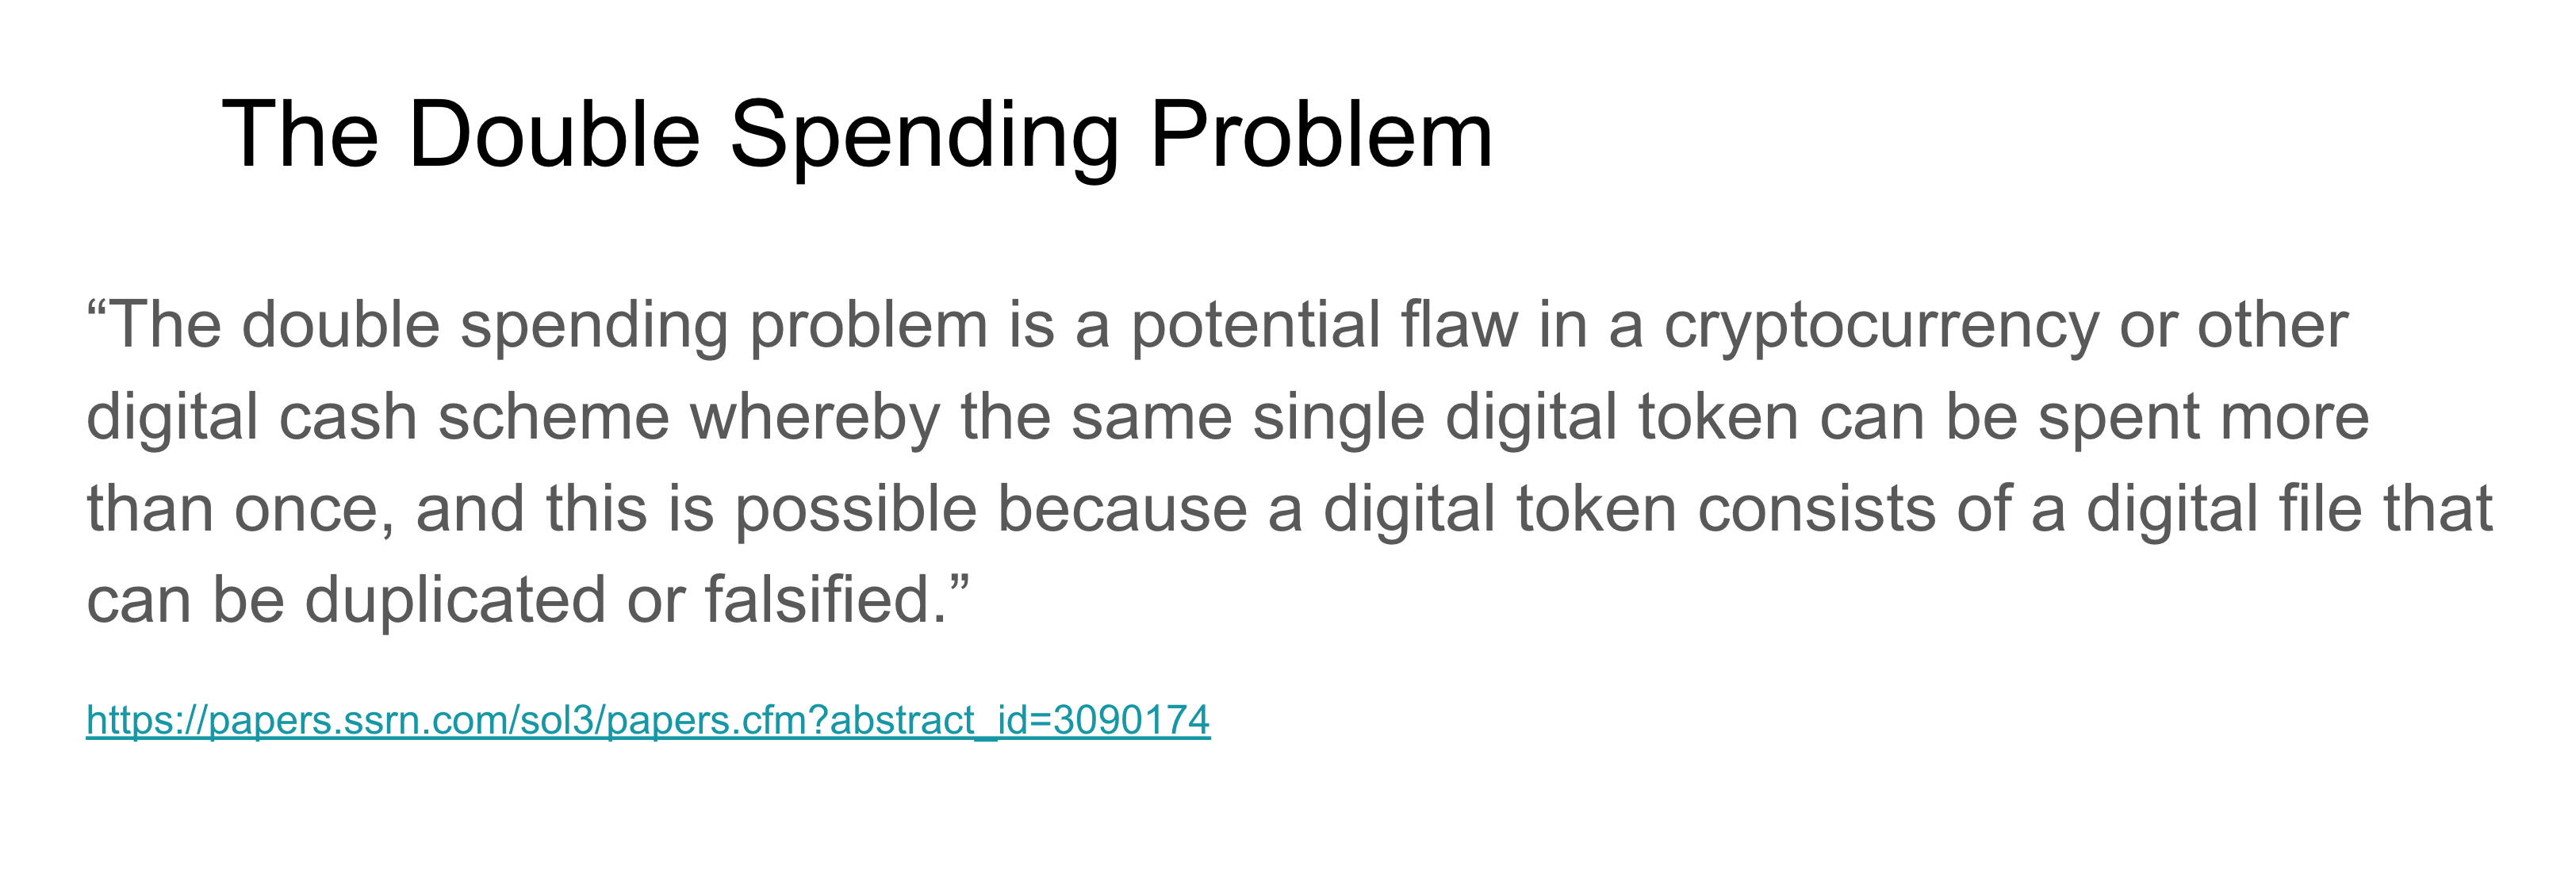 The Double Spending Problem
“The double spending problem is a potential flaw in a cryptocurrency or other
digital cash scheme whereby the same single digital token can be spent more
than once, and this is possible because a digital token consists of a digital file that
can be duplicated or falsified.”
https://papers.ssrn.com/sol3/papers.cfm?abstract_id=3090174